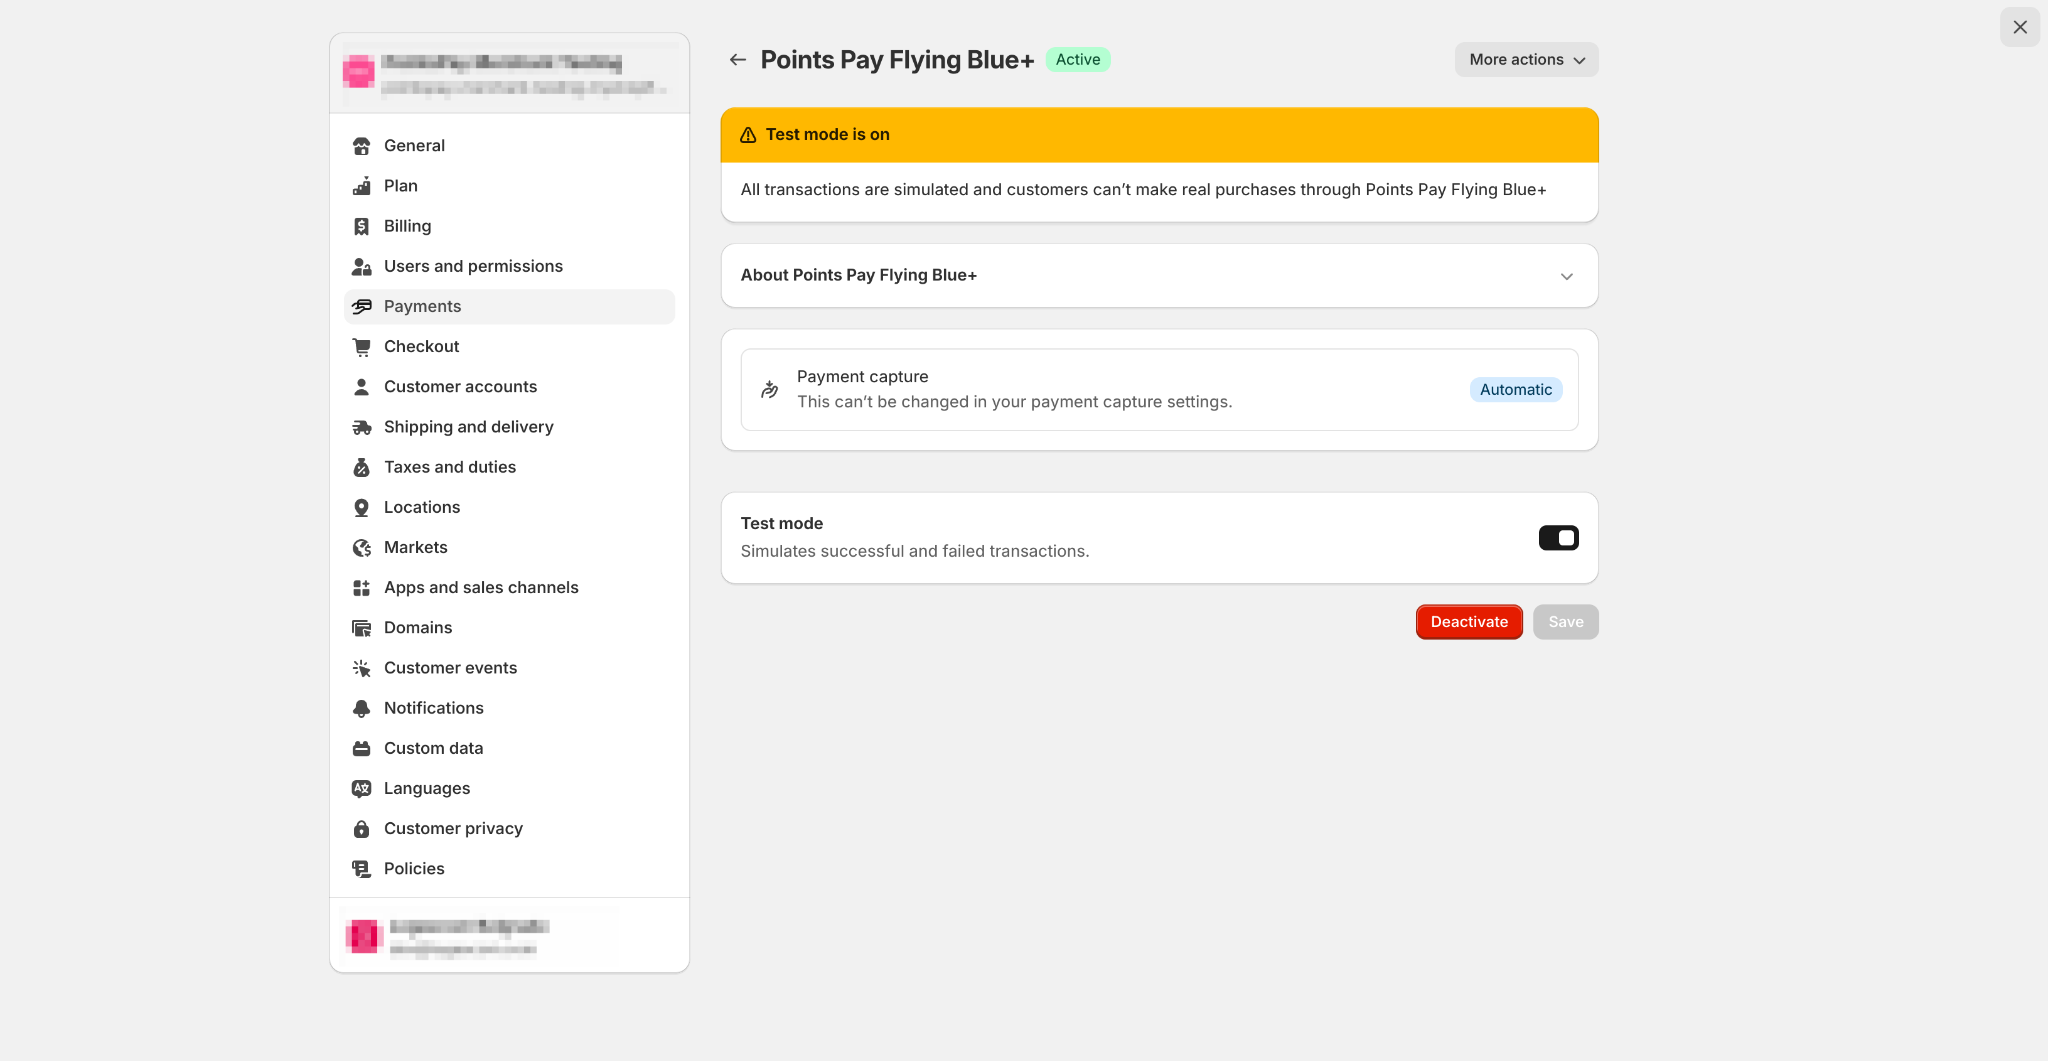 General
Plan
Billing
Users and permissions
Payments
Checkout
Customer accounts
Shipping and delivery
Taxes and duties
Locations
Markets
Apps and sales channels
Domains
Customer events
Notifications
Custom data
Languages
Customer privacy
Policies
Points Pay Flying Blue+ Active
More actions
Test mode is on
All transactions are simulated and customers can’t make real purchases through Points Pay Flying Blue+
About Points Pay Flying Blue+
Payment capture
This can’t be changed in your payment capture settings.
Automatic
Test mode
Simulates successful and failed transactions.
Deactivate Save